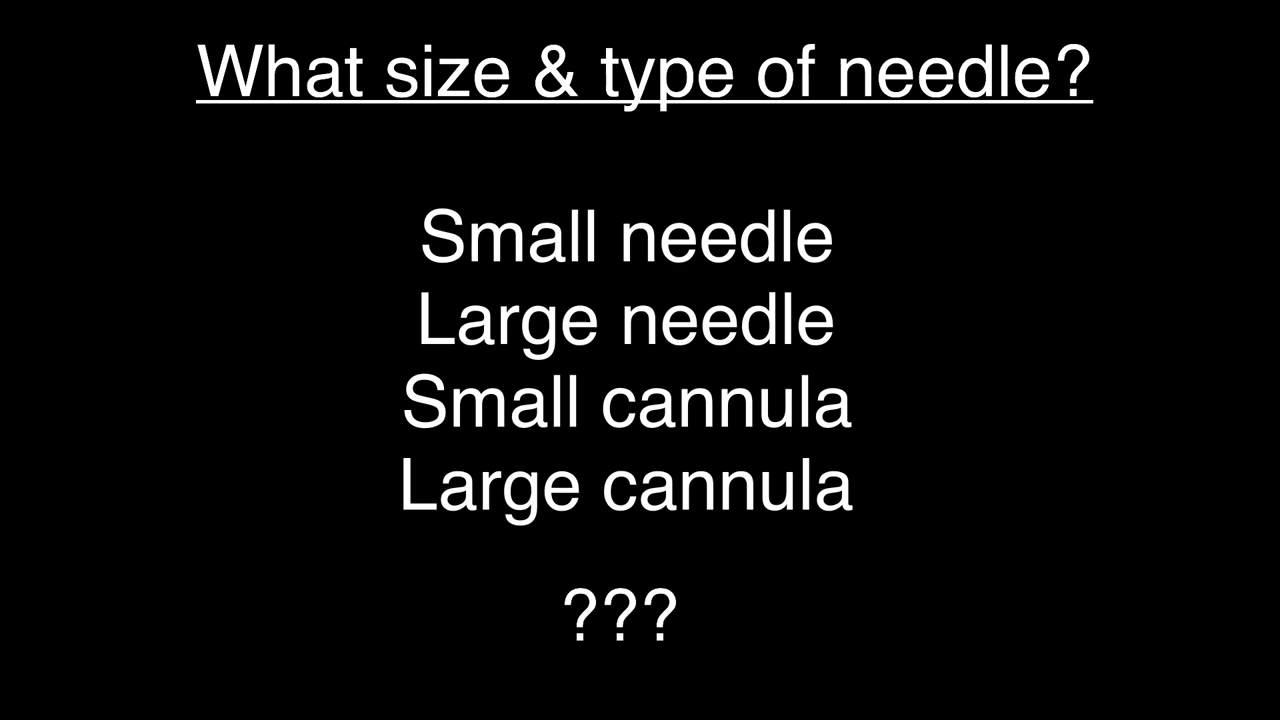 What size & type of needle?
Small needle
Large needle
Small cannula
Large cannula
???